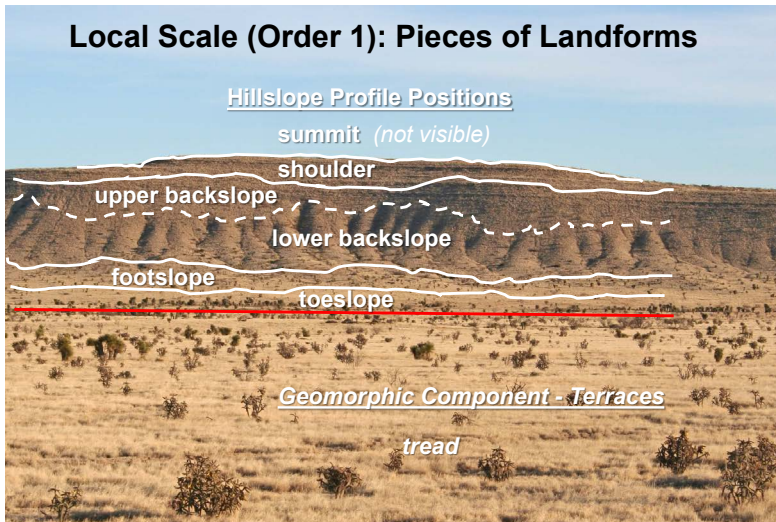 Local Scale (Order 1): Pieces of Landforms
Hillslope Profile Positions
summit (not visible)
shoulder
upper backslope
lower backslope
footslope
toeslope
Geomorphic Component - Terraces
tread